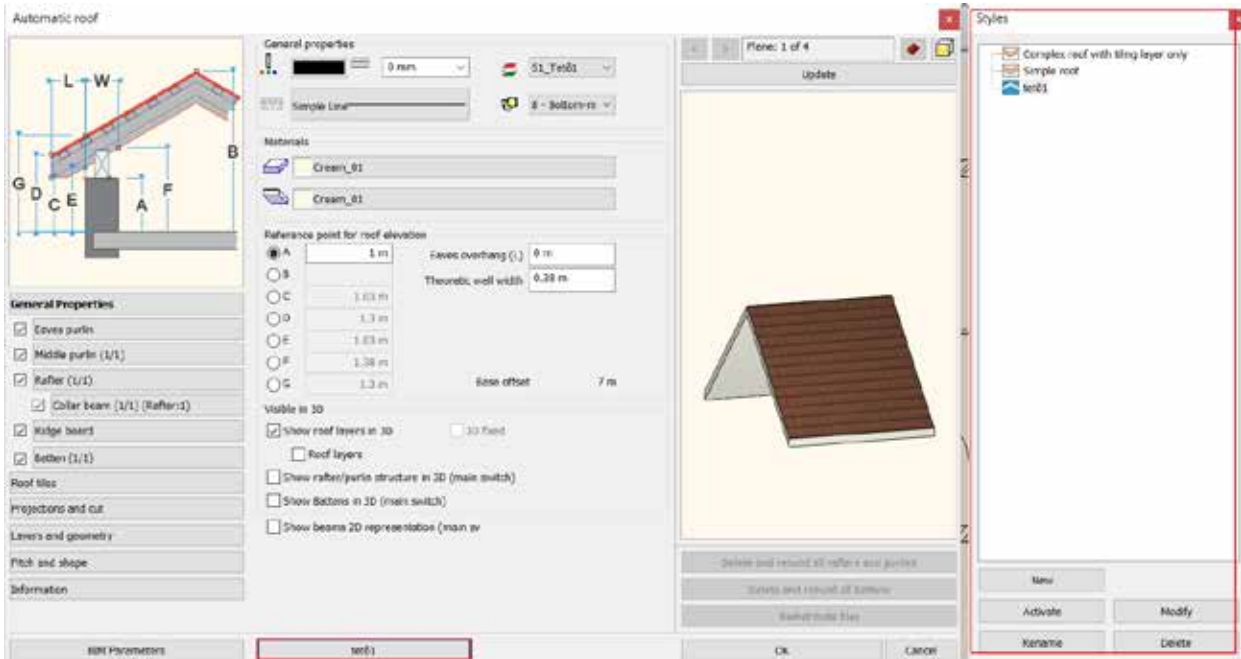 Automatic roof
L
W
B
G
D
C
E
A
F
General Properties
Eaves purlin
Middle purlin (1/1)
Rafter (1/1)
Collar beam (1/1) (Rafter:1)
Ridge board
Batten (1/1)
Roof tiles
Projections and cut
Layers and geometry
Pitch and shape
Information
BIM Parameters
General properties
0 mm
S1_Tető1
Simple Line
8 - Bottom-m
Materials
Cream_01
Cream_01
Reference point for roof elevation
A 1 m
Eaves overhang (L) 0 m
B
Theoretic wall width 0.38 m
C 1.03 m
D 1.3 m
E 1.03 m
F 1.38 m
G 1.3 m
Base offset 7 m
Visible in 3D
Show roof layers in 3D
3D fixed
Roof layers
Show rafter/purlin structure in 3D (main switch)
Show Battens in 3D (main switch)
Show beams 2D representation (main sv
tető1
Plane: 1 of 4
Update
Delete and rebuild all rafters and purlins
Delete and rebuild all battens
OK
Cancel
Styles
Complex roof with tiling layer only
Simple roof
tető1
New
Activate
Modify
Rename
Delete